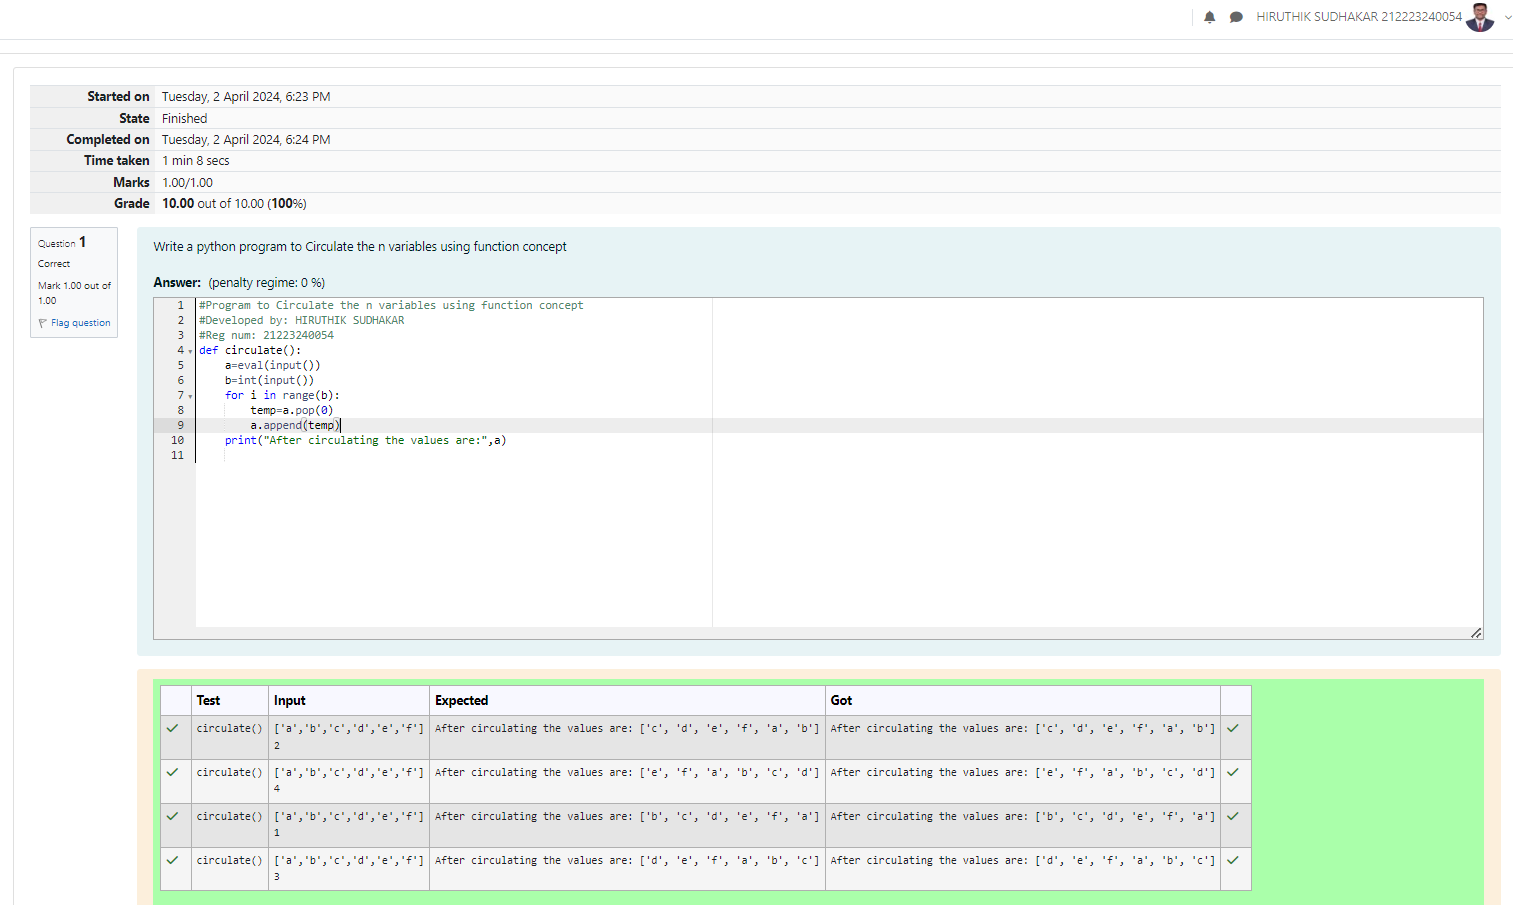 HIRUTHIK SUDHAKAR 212223240054
Started on Tuesday, 2 April 2024, 6:23 PM
State Finished
Completed on Tuesday, 2 April 2024, 6:24 PM
Time taken 1 min 8 secs
Marks 1.00/1.00
Grade 10.00 out of 10.00 (100%)
Question 1
Correct
Mark 1.00 out of
1.00
Flag question
Write a python program to Circulate the n variables using function concept
Answer: (penalty regime: 0 %)
1 #Program to Circulate the n variables using function concept
2 #Developed by: HIRUTHIK SUDHAKAR
3 #Reg num: 21223240054
4 def circulate():
5     a=eval(input())
6     b=int(input())
7     for i in range(b):
8         temp=a.pop(0)
9         a.append(temp)
10     print("After circulating the values are:",a)
11
Test Input Expected Got
circulate() ['a','b','c','d','e','f'] After circulating the values are: ['c', 'd', 'e', 'f', 'a', 'b'] After circulating the values are: ['c', 'd', 'e', 'f', 'a', 'b']
2
circulate() ['a','b','c','d','e','f'] After circulating the values are: ['e', 'f', 'a', 'b', 'c', 'd'] After circulating the values are: ['e', 'f', 'a', 'b', 'c', 'd']
4
circulate() ['a','b','c','d','e','f'] After circulating the values are: ['b', 'c', 'd', 'e', 'f', 'a'] After circulating the values are: ['b', 'c', 'd', 'e', 'f', 'a']
1
circulate() ['a','b','c','d','e','f'] After circulating the values are: ['d', 'e', 'f', 'a', 'b', 'c'] After circulating the values are: ['d', 'e', 'f', 'a', 'b', 'c']
3